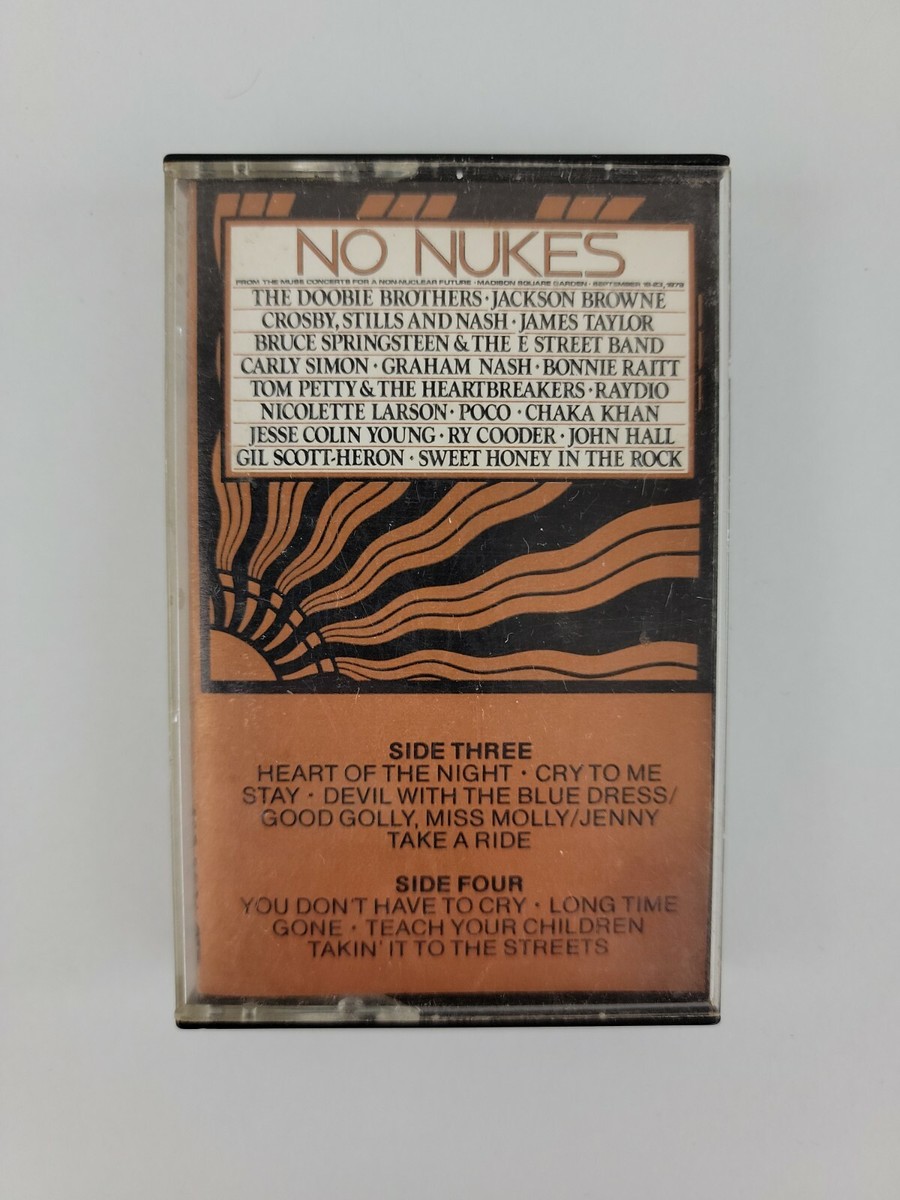 NO NUKES
FROM THE MUSE CONCERTS FOR A NON-NUCLEAR FUTURE · MADISON SQUARE GARDEN · SEPTEMBER 19-23, 1979
THE DOOBIE BROTHERS · JACKSON BROWNE
CROSBY, STILLS AND NASH · JAMES TAYLOR
BRUCE SPRINGSTEEN & THE E STREET BAND
CARLY SIMON · GRAHAM NASH · BONNIE RAITT
TOM PETTY & THE HEARTBREAKERS · RAYDIO
NICOLETTE LARSON · POCO · CHAKA KHAN
JESSE COLIN YOUNG · RY COODER · JOHN HALL
GIL SCOTT-HERON · SWEET HONEY IN THE ROCK
SIDE THREE
HEART OF THE NIGHT · CRY TO ME
STAY · DEVIL WITH THE BLUE DRESS/
GOOD GOLLY, MISS MOLLY/JENNY
TAKE A RIDE
SIDE FOUR
YOU DON'T HAVE TO CRY · LONG TIME
GONE · TEACH YOUR CHILDREN
TAKIN' IT TO THE STREETS